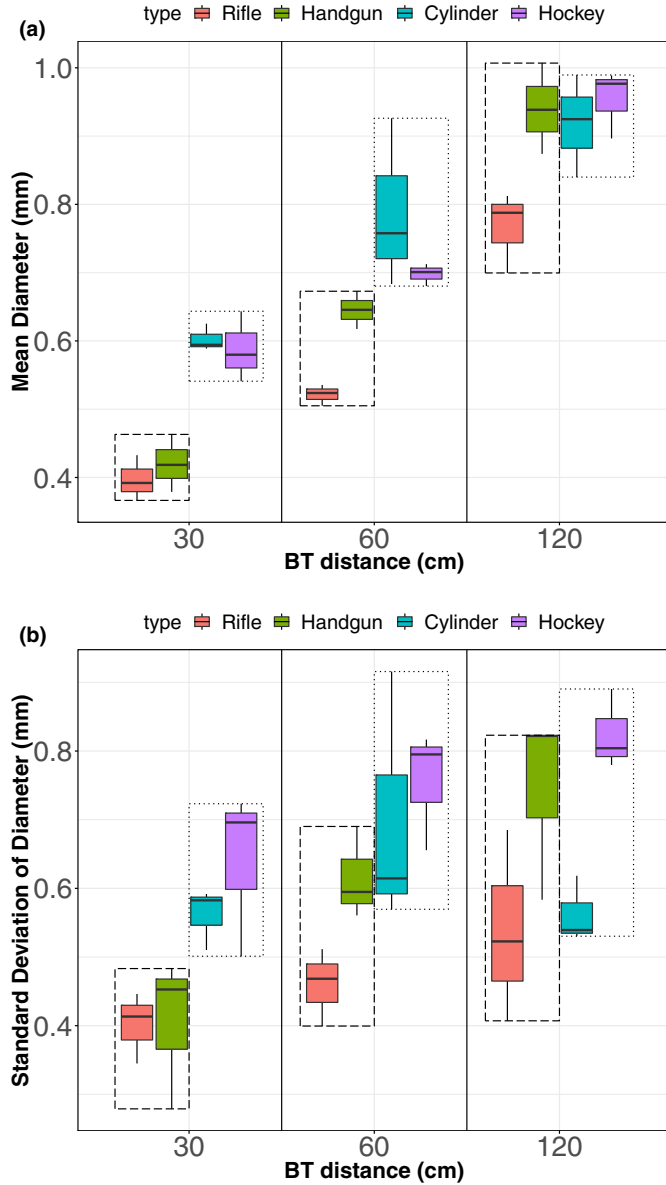 type Rifle Handgun Cylinder Hockey
(a)
Mean Diameter (mm)
1.0
0.8
0.6
0.4
30 60 120
BT distance (cm)
type Rifle Handgun Cylinder Hockey
(b)
Standard Deviation of Diameter (mm)
0.8
0.6
0.4
30 60 120
BT distance (cm)